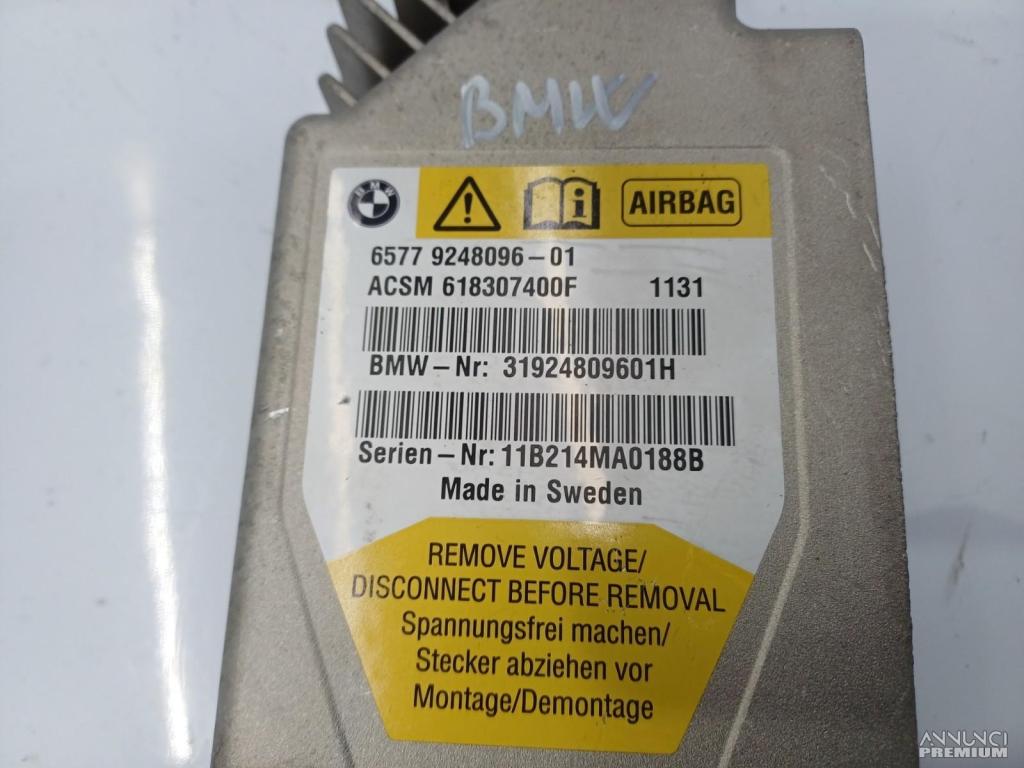 BMW
BMW
AIRBAG
6577 9248096-01
ACSM 618307400F 1131
BMW-Nr: 31924809601H
Serien-Nr: 11B214MA0188B
Made in Sweden
REMOVE VOLTAGE/
DISCONNECT BEFORE REMOVAL
Spannungsfrei machen/
Stecker abziehen vor
Montage/Demontage
ANNUNCI
PREMIUM